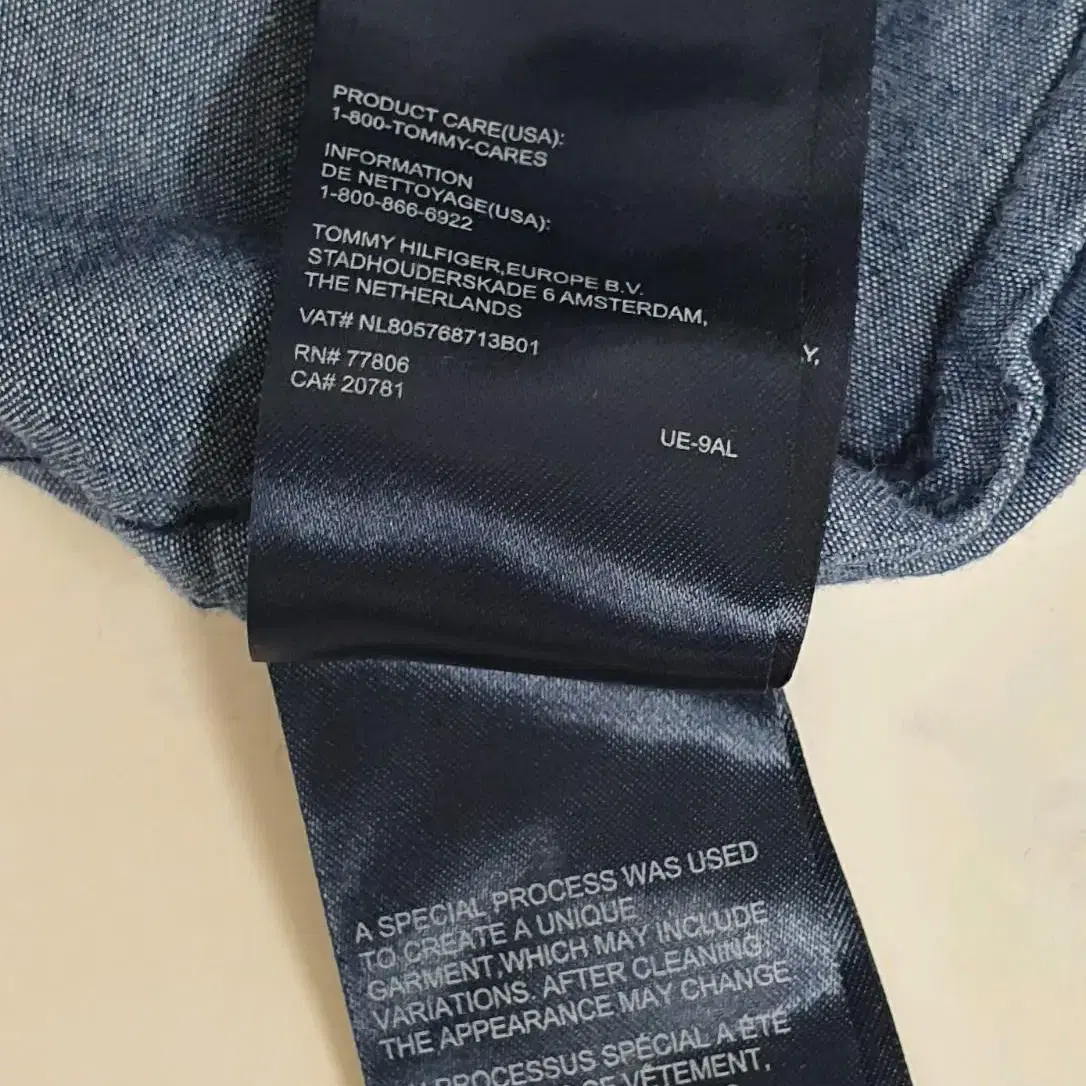 PRODUCT CARE(USA):
1-800-TOMMY-CARES
INFORMATION
DE NETTOYAGE(USA):
1-800-866-6922
TOMMY HILFIGER,EUROPE B.V.
STADHOUDERSKADE 6 AMSTERDAM,
THE NETHERLANDS
VAT# NL805768713B01
RN# 77806
CA# 20781
Y,
UE-9AL
A SPECIAL PROCESS WAS USED
TO CREATE A UNIQUE
GARMENT,WHICH MAY INCLUDE
VARIATIONS. AFTER CLEANING
THE APPEARANCE MAY CHANGE
PROCESSUS SPÉCIAL A ÉTÉ
VÊTEMENT,